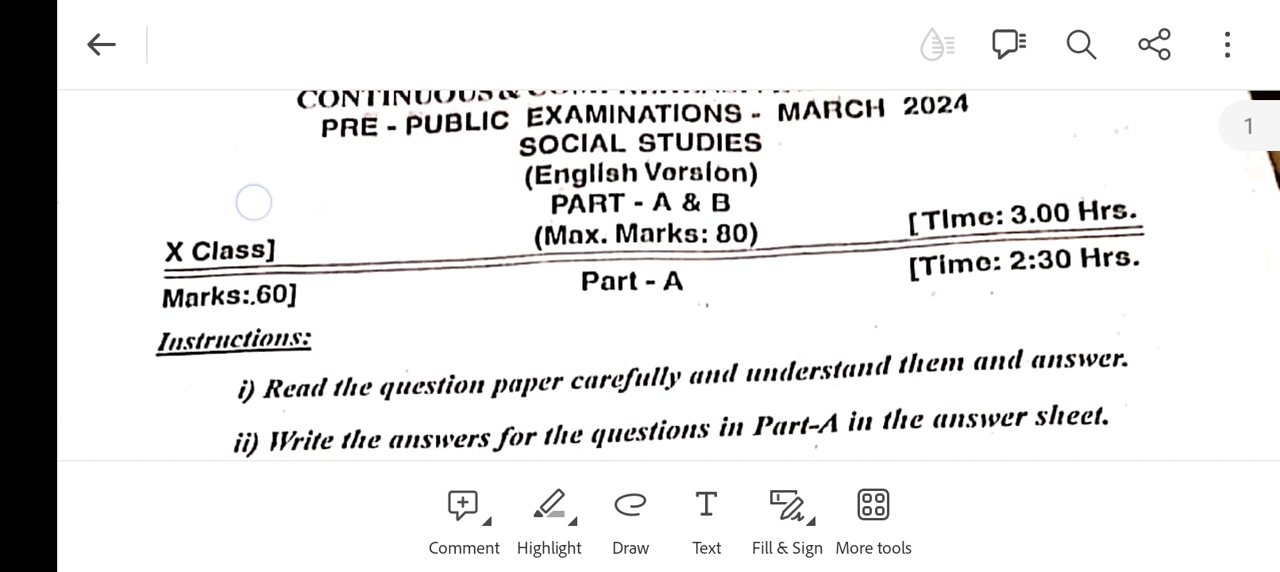 CONTINUOUS &
PRE - PUBLIC EXAMINATIONS - MARCH 2024
1
SOCIAL STUDIES
(English Vorsion)
PART - A & B
X Class] (Max. Marks: 80) [Time: 3.00 Hrs.
Marks: 60] Part - A [Time: 2:30 Hrs.
Instructions:
i) Read the question paper carefully and understand them and answer.
ii) Write the answers for the questions in Part-A in the answer sheet.
Comment Highlight Draw Text Fill & Sign More tools